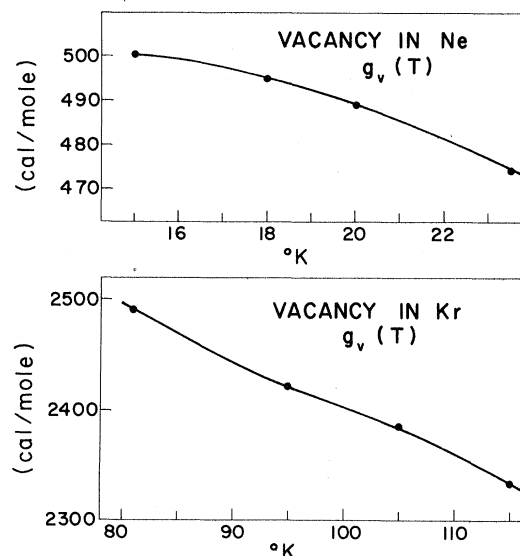 VACANCY IN Ne
g_v (T)
(cal/mole)
500
490
480
470
16 18 20 22
°K
VACANCY IN Kr
g_v (T)
(cal/mole)
2500
2400
2300
80 90 100 110
°K